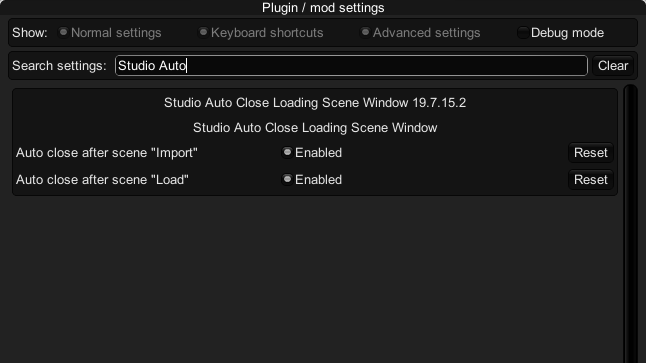 Plugin / mod settings
Show: Normal settings Keyboard shortcuts Advanced settings Debug mode
Search settings: Studio Auto Clear
Studio Auto Close Loading Scene Window 19.7.15.2
Studio Auto Close Loading Scene Window
Auto close after scene "Import" Enabled Reset
Auto close after scene "Load" Enabled Reset